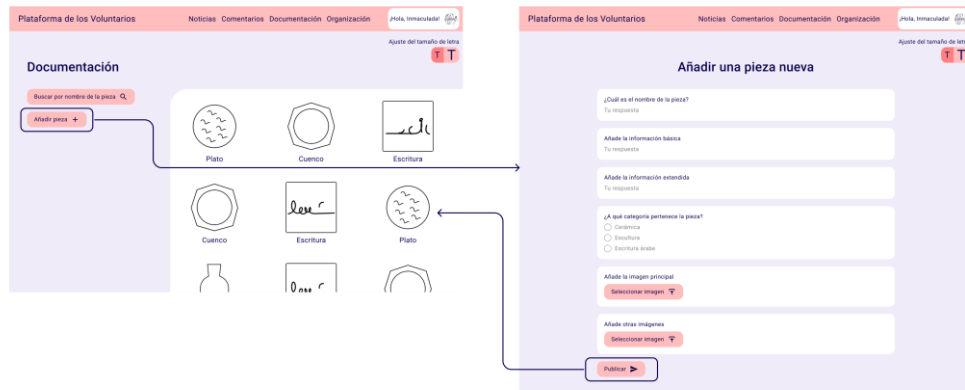 Plataforma de los Voluntarios
Noticias Comentarios Documentación Organización
¡Hola, Inmaculada!
Ajuste del tamaño de letra
T T
Documentación
Buscar por nombre de la pieza
Añadir pieza +
Plato
Cuenco
Escritura
Cuenco
Escritura
Plato
Plataforma de los Voluntarios
Noticias Comentarios Documentación Organización
¡Hola, Inmaculada!
Ajuste del tamaño de letra
T T
Añadir una pieza nueva
¿Cuál es el nombre de la pieza?
Tu respuesta
Añade la información básica
Tu respuesta
Añade la información extendida
Tu respuesta
¿A qué categoría pertenece la pieza?
Cerámica
Escultura
Escritura árabe
Añade la imagen principal
Seleccionar imagen
Añade otras imágenes
Seleccionar imagen
Publicar